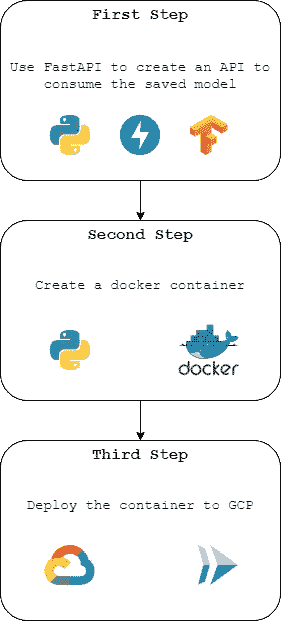 First Step
Use FastAPI to create an API to
consume the saved model
Second Step
Create a docker container
docker
Third Step
Deploy the container to GCP